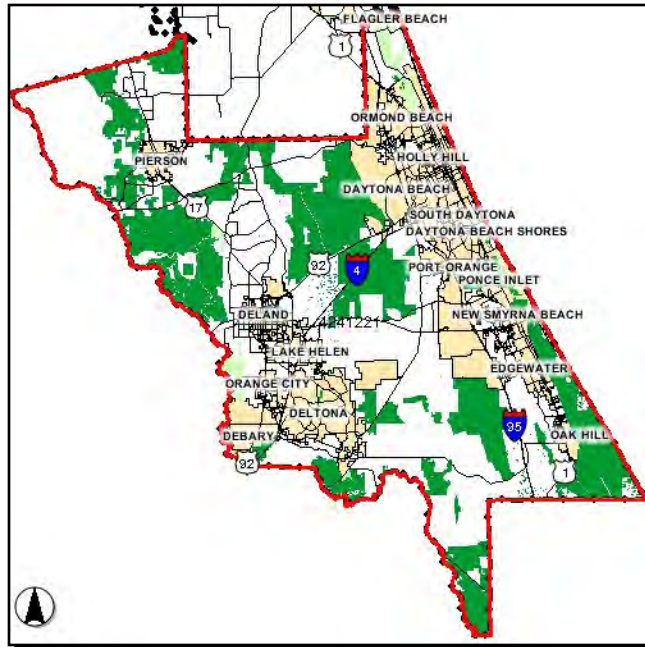 FLAGLER BEACH
1
ORMOND BEACH
HOLLY HILL
PIERSON
DAYTONA BEACH
17
SOUTH DAYTONA
DAYTONA BEACH SHORES
92
4
PORT ORANGE
PONCE INLET
DELAND
4241221
NEW SMYRNA BEACH
LAKE HELEN
EDGEWATER
ORANGE CITY
DELTONA
95
DEBARY
OAK HILL
92
1